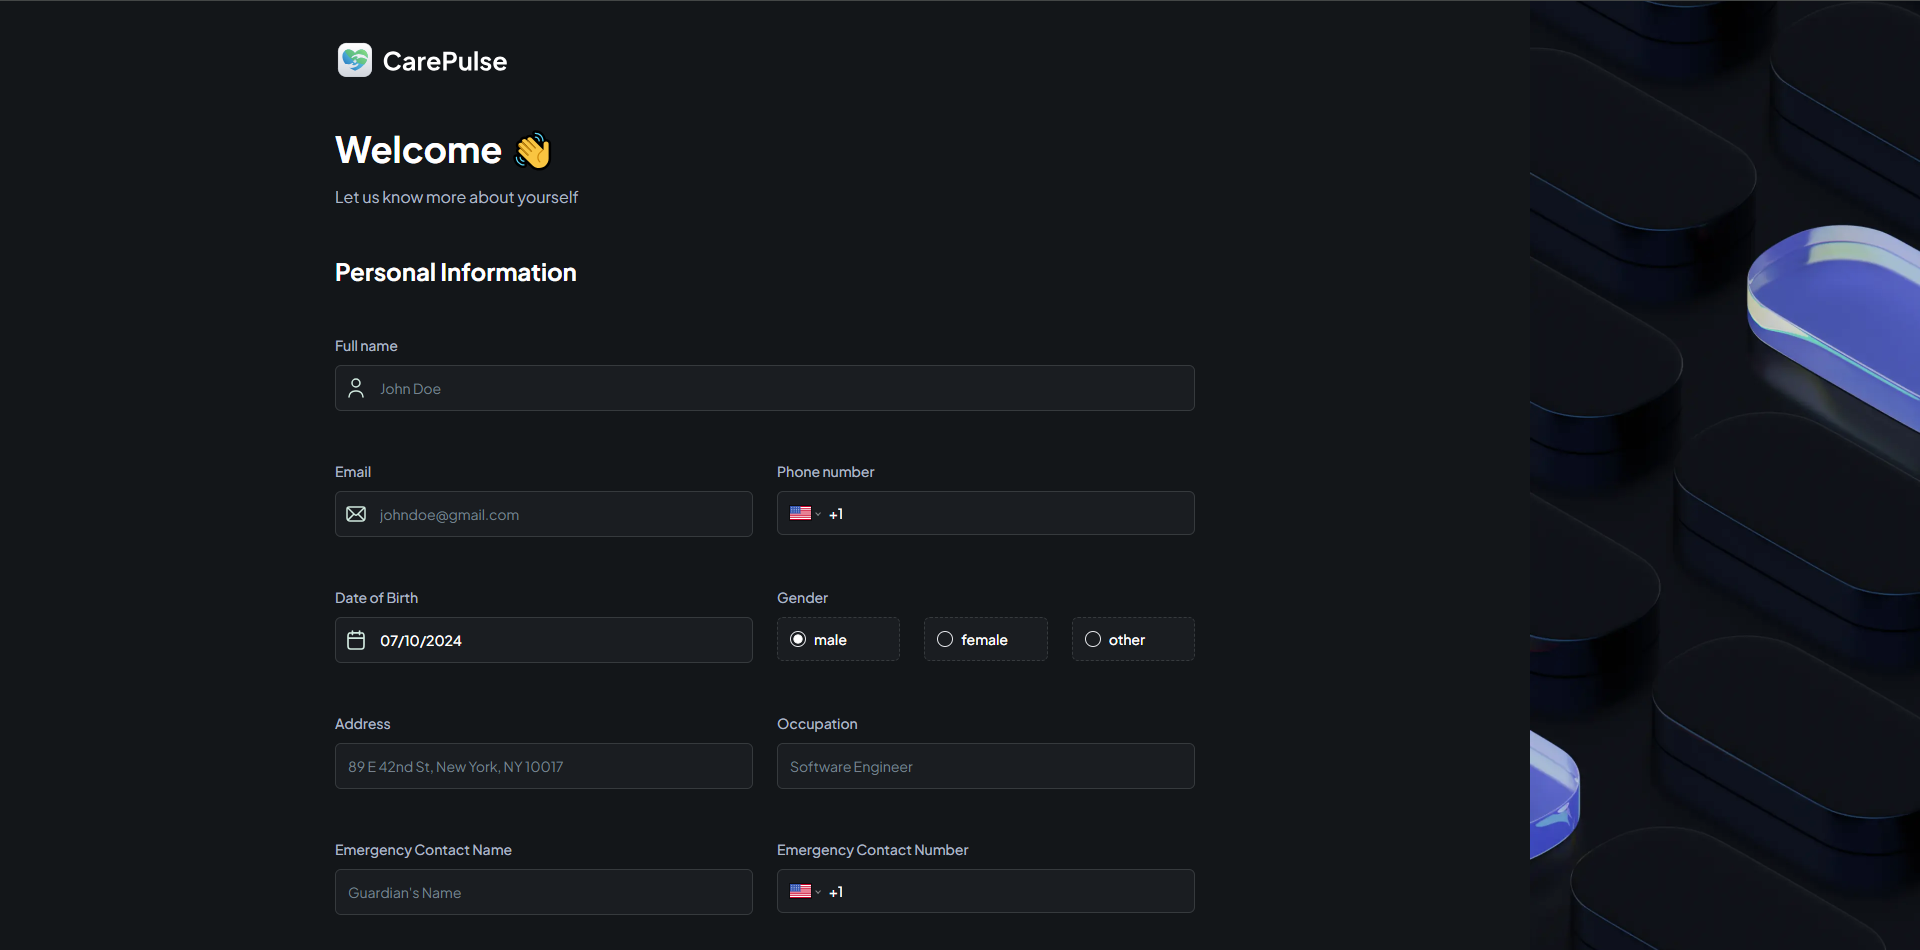 CarePulse
Welcome 👋
Let us know more about yourself
Personal Information
Full name
John Doe
Email
Phone number
johndoe@gmail.com
+1
Date of Birth
Gender
07/10/2024
male
female
other
Address
Occupation
89 E 42nd St, New York, NY 10017
Software Engineer
Emergency Contact Name
Emergency Contact Number
Guardian's Name
+1